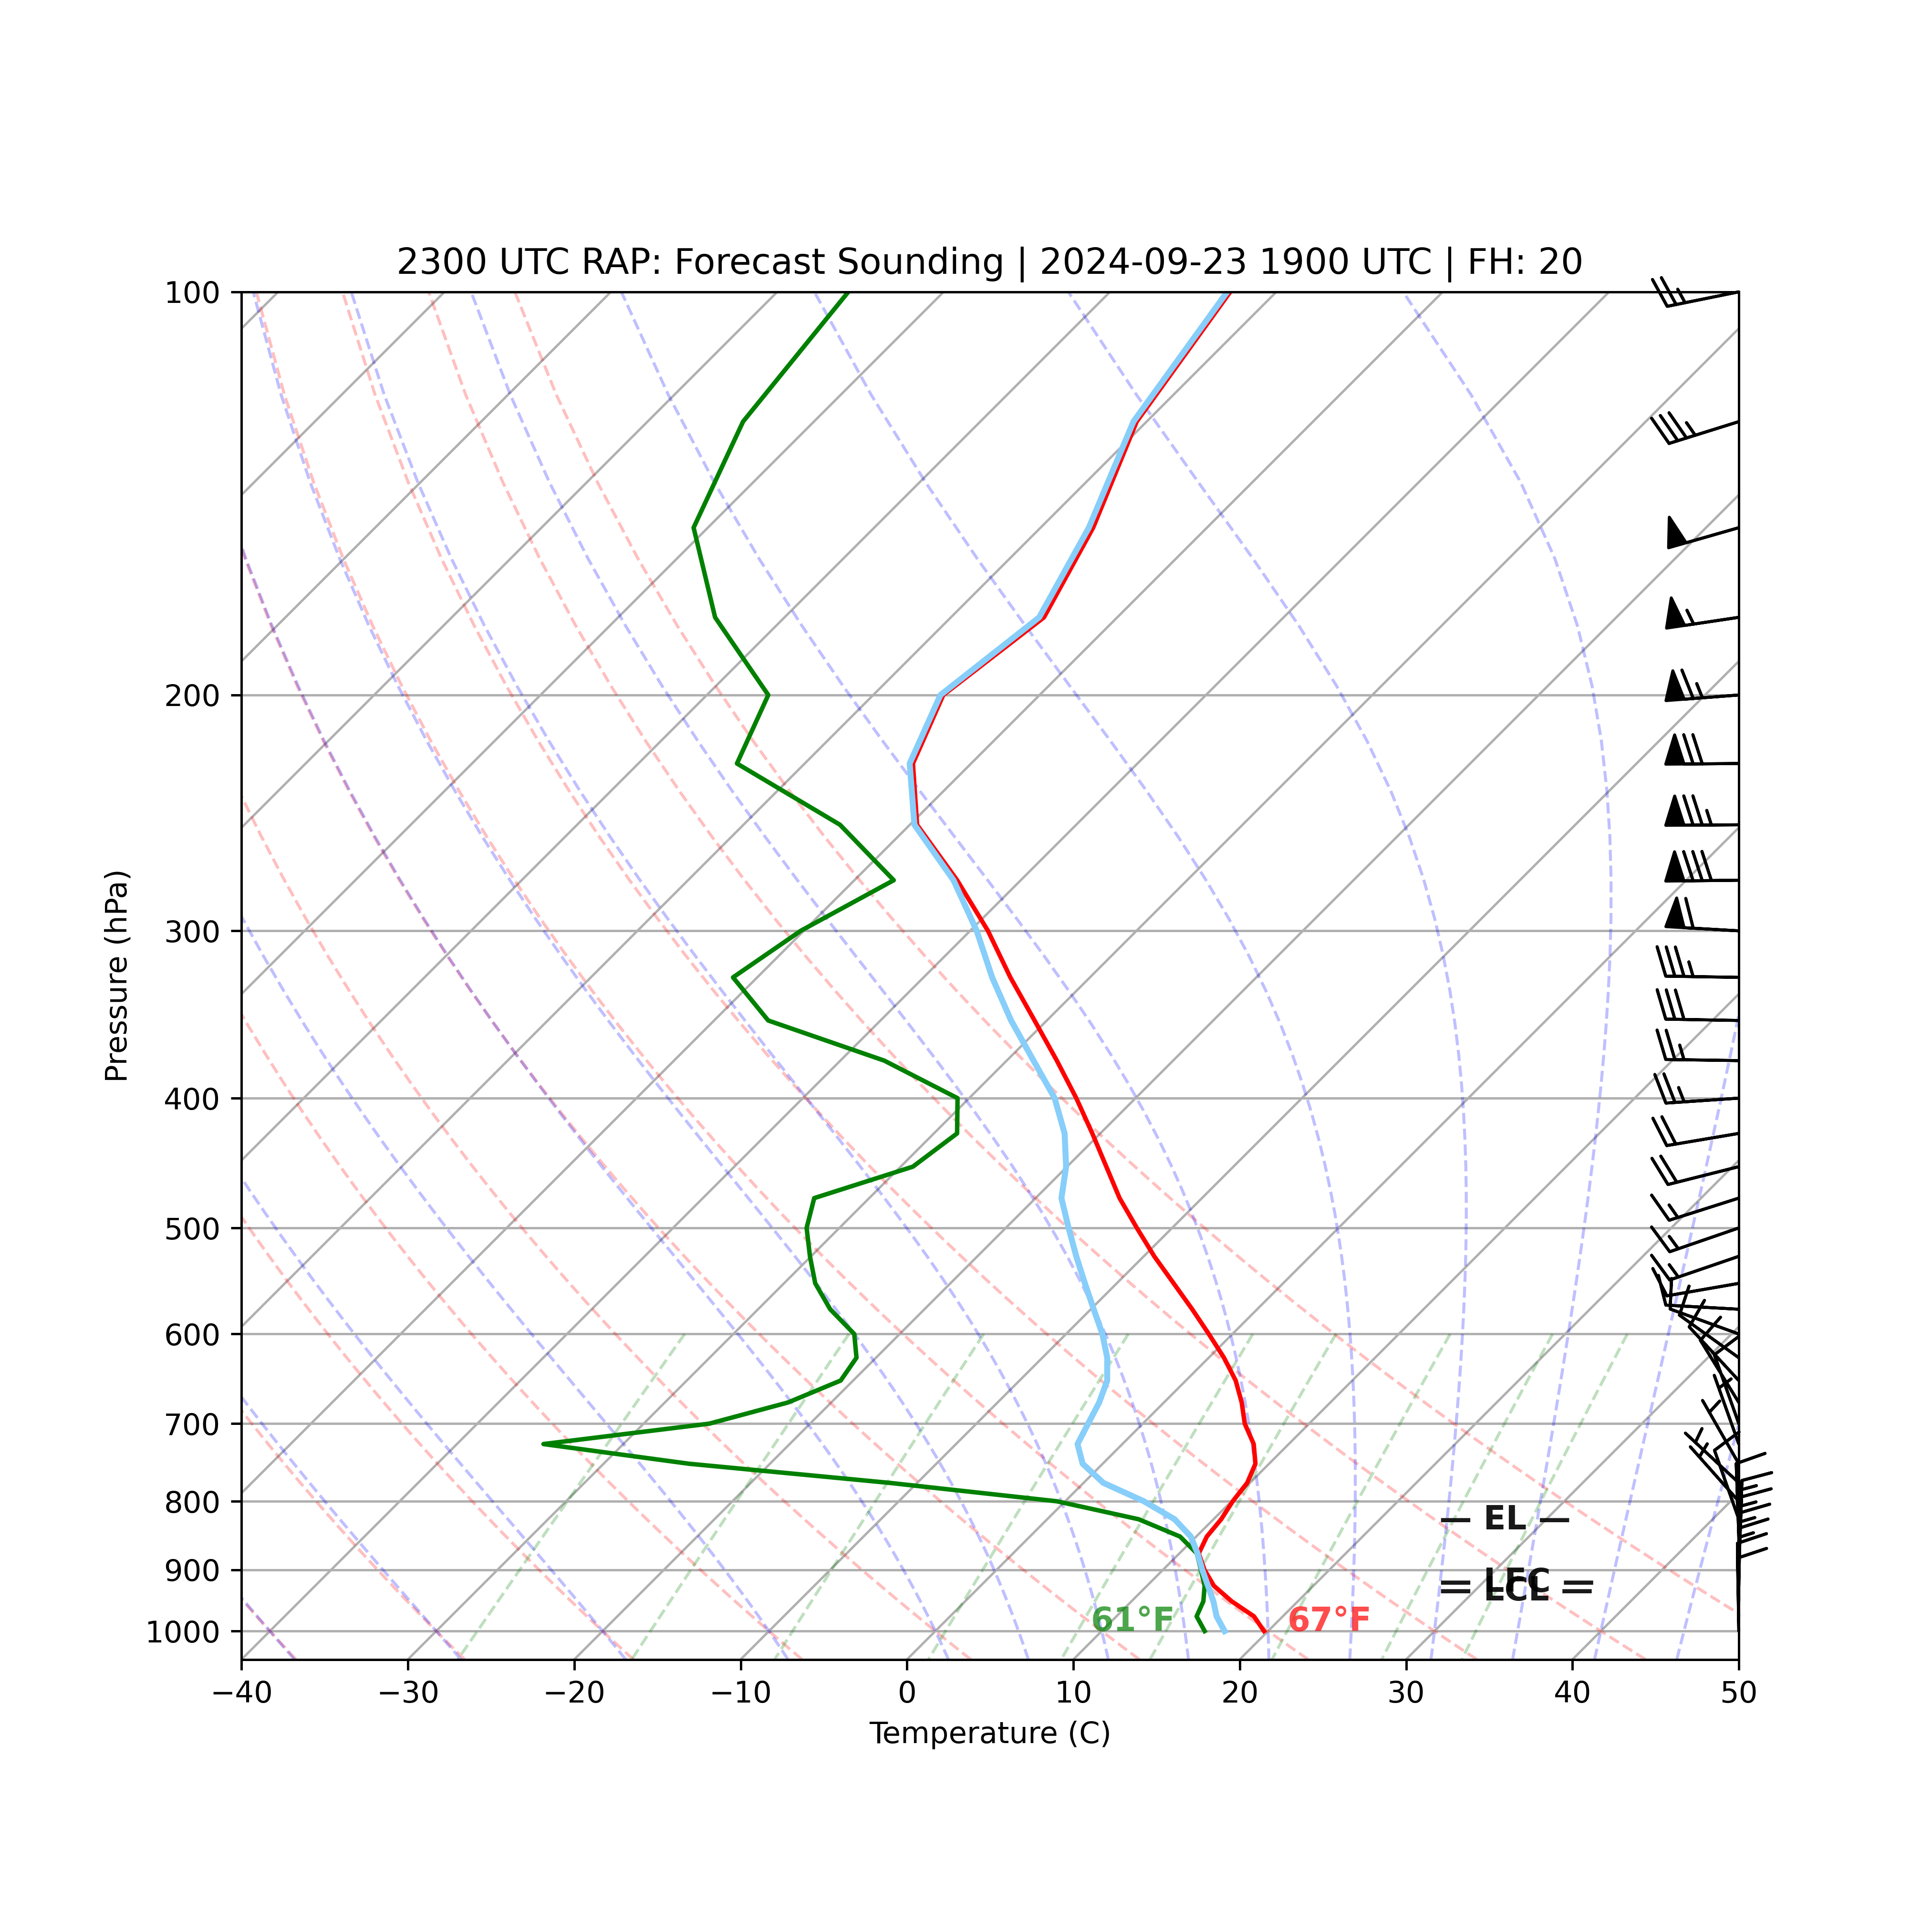 2300 UTC RAP: Forecast Sounding | 2024-09-23 1900 UTC | FH: 20
100
200
300
400
500
600
700
800
900
1000
Pressure (hPa)
— EL —
— LFC —
— LCL —
61°F
67°F
−40 −30 −20 −10 0 10 20 30 40 50
Temperature (C)